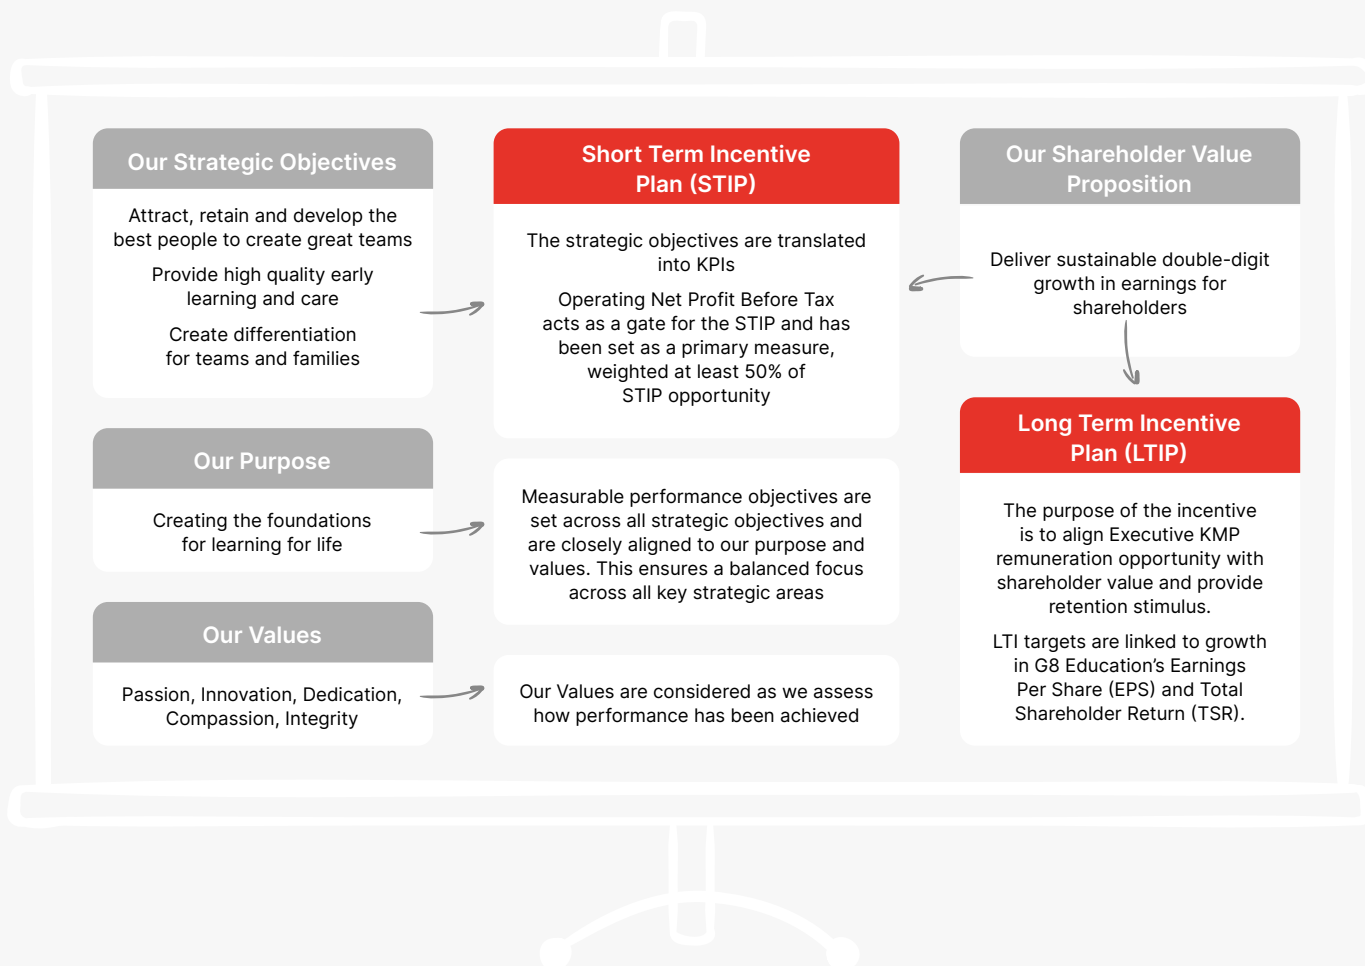 Our Strategic Objectives
Attract, retain and develop the
best people to create great teams
Provide high quality early
learning and care
Create differentiation
for teams and families
Our Purpose
Creating the foundations
for learning for life
Our Values
Passion, Innovation, Dedication,
Compassion, Integrity
Short Term Incentive
Plan (STIP)
The strategic objectives are translated
into KPIs
Operating Net Profit Before Tax
acts as a gate for the STIP and has
been set as a primary measure,
weighted at least 50% of
STIP opportunity
Measurable performance objectives are
set across all strategic objectives and
are closely aligned to our purpose and
values. This ensures a balanced focus
across all key strategic areas
Our Values are considered as we assess
how performance has been achieved
Our Shareholder Value
Proposition
Deliver sustainable double-digit
growth in earnings for
shareholders
Long Term Incentive
Plan (LTIP)
The purpose of the incentive
is to align Executive KMP
remuneration opportunity with
shareholder value and provide
retention stimulus.
LTI targets are linked to growth
in G8 Education’s Earnings
Per Share (EPS) and Total
Shareholder Return (TSR).